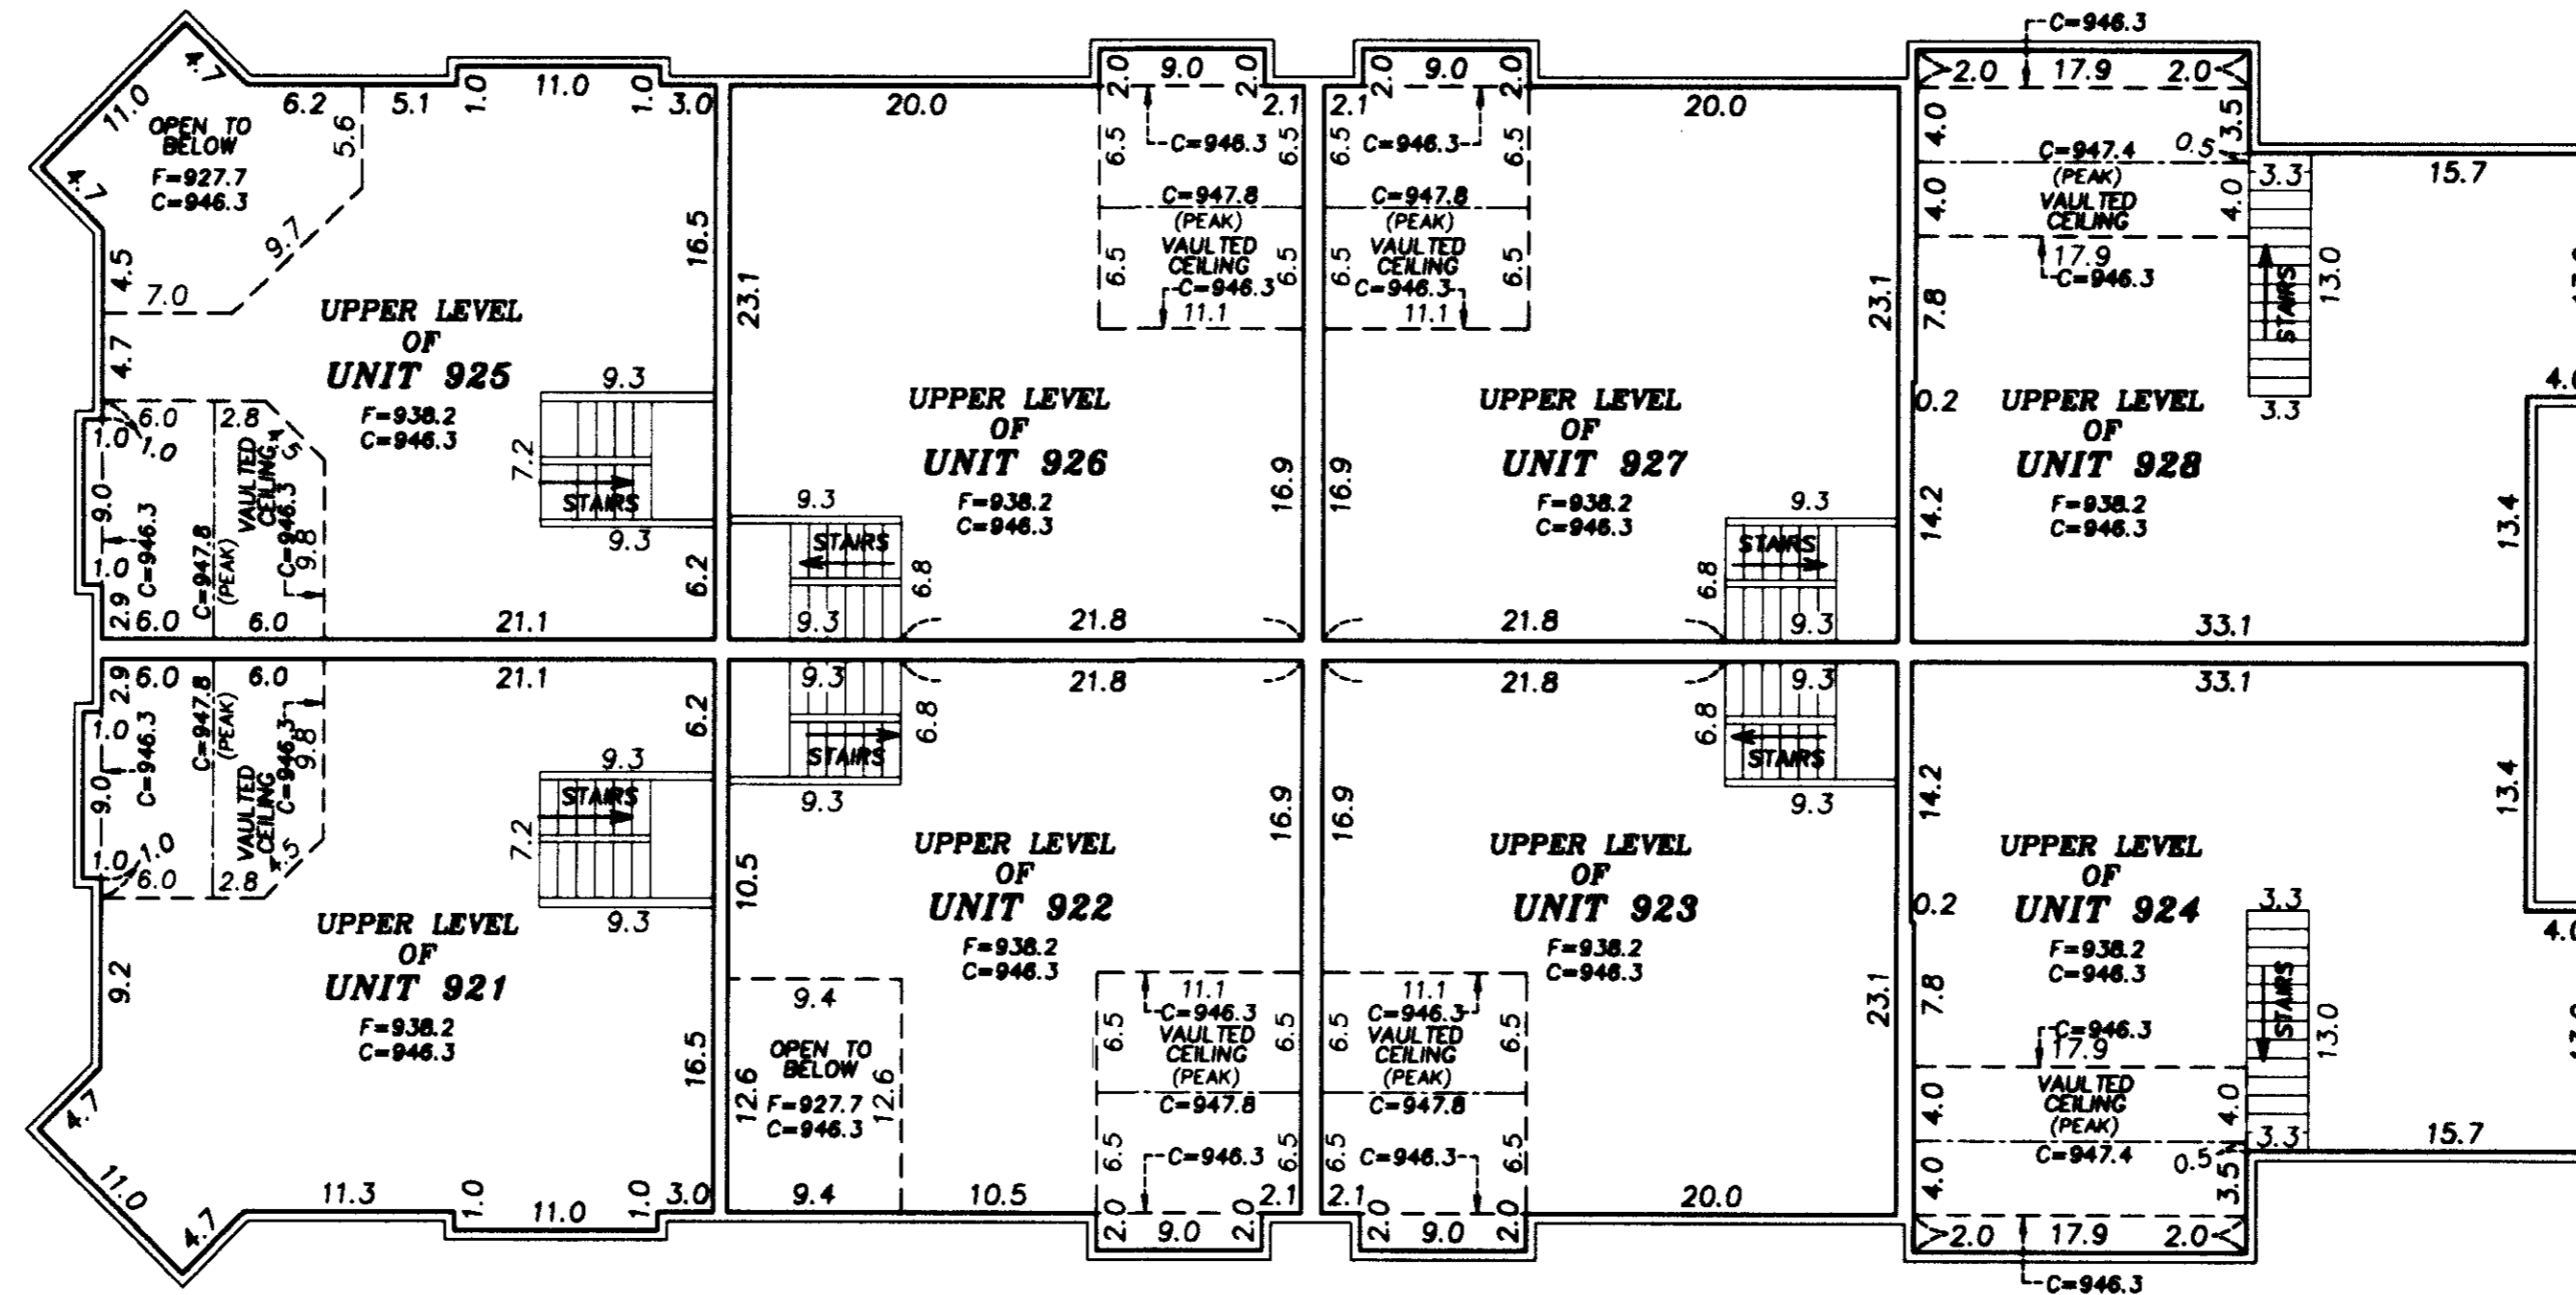 C=946.3
4.7
11.0
6.2
5.1
1.0
11.0
1.0
3.0
OPEN TO
BELOW
F=927.7
C=946.3
5.6
4.7
9.7
4.5
7.0
16.5
4.7
UPPER LEVEL
OF
UNIT 925
F=938.2
C=946.3
9.3
7.2
STAIRS
9.3
6.2
6.0
2.8
4.5
1.0
1.0
9.0
1.0
2.9
C=946.3
C=947.8
(PEAK)
VAULTED
CEILING
C=946.3
9.8
6.0
6.0
21.1
20.0
2.0
9.0
2.0
2.1
C=946.3
6.5
6.5
C=947.8
(PEAK)
VAULTED
CEILING
C=946.3
6.5
6.5
11.1
23.1
UPPER LEVEL
OF
UNIT 926
F=938.2
C=946.3
16.9
9.3
STAIRS
6.8
9.3
21.8
2.0
9.0
2.0
2.1
20.0
C=946.3
6.5
6.5
C=947.8
(PEAK)
VAULTED
CEILING
C=946.3
6.5
6.5
11.1
23.1
UPPER LEVEL
OF
UNIT 927
F=938.2
C=946.3
16.9
9.3
STAIRS
6.8
9.3
21.8
2.0
17.9
2.0
4.0
3.5
C=947.4
0.5
(PEAK)
VAULTED
CEILING
4.0
4.0
17.9
C=946.3
3.3
15.7
STAIRS
13.0
3.3
7.8
0.2
UPPER LEVEL
OF
UNIT 928
F=938.2
C=946.3
14.2
13.4
33.1
2.9
6.0
6.0
21.1
1.0
9.0
1.0
1.0
C=946.3
C=947.8
(PEAK)
VAULTED
CEILING
C=946.3
9.8
4.5
6.0
2.8
6.2
9.3
STAIRS
7.2
9.3
UPPER LEVEL
OF
UNIT 921
F=938.2
C=946.3
9.2
16.5
4.7
11.0
4.7
11.3
1.0
11.0
1.0
3.0
9.3
21.8
6.8
STAIRS
9.3
16.9
10.5
UPPER LEVEL
OF
UNIT 922
F=938.2
C=946.3
9.4
OPEN TO
BELOW
F=927.7
C=946.3
12.6
12.6
9.4
10.5
11.1
C=946.3
VAULTED
CEILING
(PEAK)
C=947.8
6.5
6.5
C=946.3
6.5
6.5
2.1
2.0
9.0
2.0
21.8
9.3
6.8
STAIRS
9.3
16.9
UPPER LEVEL
OF
UNIT 923
F=938.2
C=946.3
23.1
11.1
C=946.3
VAULTED
CEILING
(PEAK)
C=947.8
6.5
6.5
C=946.3
6.5
6.5
2.1
2.0
9.0
2.0
20.0
33.1
14.2
13.4
UPPER LEVEL
OF
UNIT 924
F=938.2
C=946.3
0.2
7.8
3.3
STAIRS
13.0
3.3
15.7
C=946.3
17.9
VAULTED
CEILING
(PEAK)
C=947.4
4.0
4.0
0.5
4.0
3.5
2.0
17.9
2.0
C=946.3